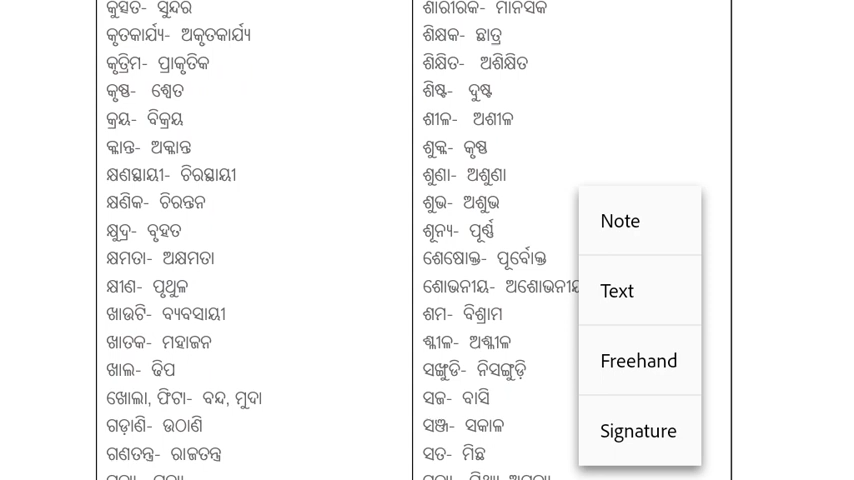 କୁତ୍ସିତ- ସୁନ୍ଦର
କୃତକାର୍ଯ୍ୟ- ଅକୃତକାର୍ଯ୍ୟ
କୃତ୍ରିମ- ପ୍ରାକୃତିକ
କୃଷ୍ଣ- ଶ୍ୱେତ
କ୍ରୟ- ବିକ୍ରୟ
କ୍ଳାନ୍ତ- ଅକ୍ଳାନ୍ତ
କ୍ଷଣସ୍ଥାୟୀ- ଚିରସ୍ଥାୟୀ
କ୍ଷଣିକ- ଚିରନ୍ତନ
କ୍ଷୁଦ୍ର- ବୃହତ
କ୍ଷମତା- ଅକ୍ଷମତା
କ୍ଷୀଣ- ପୃଥୁଳ
ଖାଉଟି- ବ୍ୟବସାୟୀ
ଖାତକ- ମହାଜନ
ଖାଲ- ଢିପ
ଖୋଲା, ଫିଟା- ବନ୍ଦ, ମୁଦା
ଗଡ଼ାଣି- ଉଠାଣି
ଗଣତନ୍ତ୍ର- ରାଜତନ୍ତ୍ର
ଶାରୀରିକ- ମାନସିକ
ଶିକ୍ଷକ- ଛାତ୍ର
ଶିକ୍ଷିତ- ଅଶିକ୍ଷିତ
ଶିଷ୍ଟ- ଦୁଷ୍ଟ
ଶୀଳ- ଅଶୀଳ
ଶୁକ୍ଳ- କୃଷ୍ଣ
ଶୁଣା- ଅଶୁଣା
ଶୁଭ- ଅଶୁଭ
ଶୂନ୍ୟ- ପୂର୍ଣ୍ଣ
ଶେଷୋକ୍ତ- ପୂର୍ବୋକ୍ତ
ଶୋଭନୀୟ- ଅଶୋଭନୀୟ
ଶ୍ରମ- ବିଶ୍ରାମ
ଶ୍ଳୀଳ- ଅଶ୍ଳୀଳ
ସଙ୍ଖୁଡି- ନିସଙ୍ଖୁଡ଼ି
ସଜ- ବାସି
ସଞ୍ଜ- ସକାଳ
ସତ- ମିଛ
Note
Text
Freehand
Signature